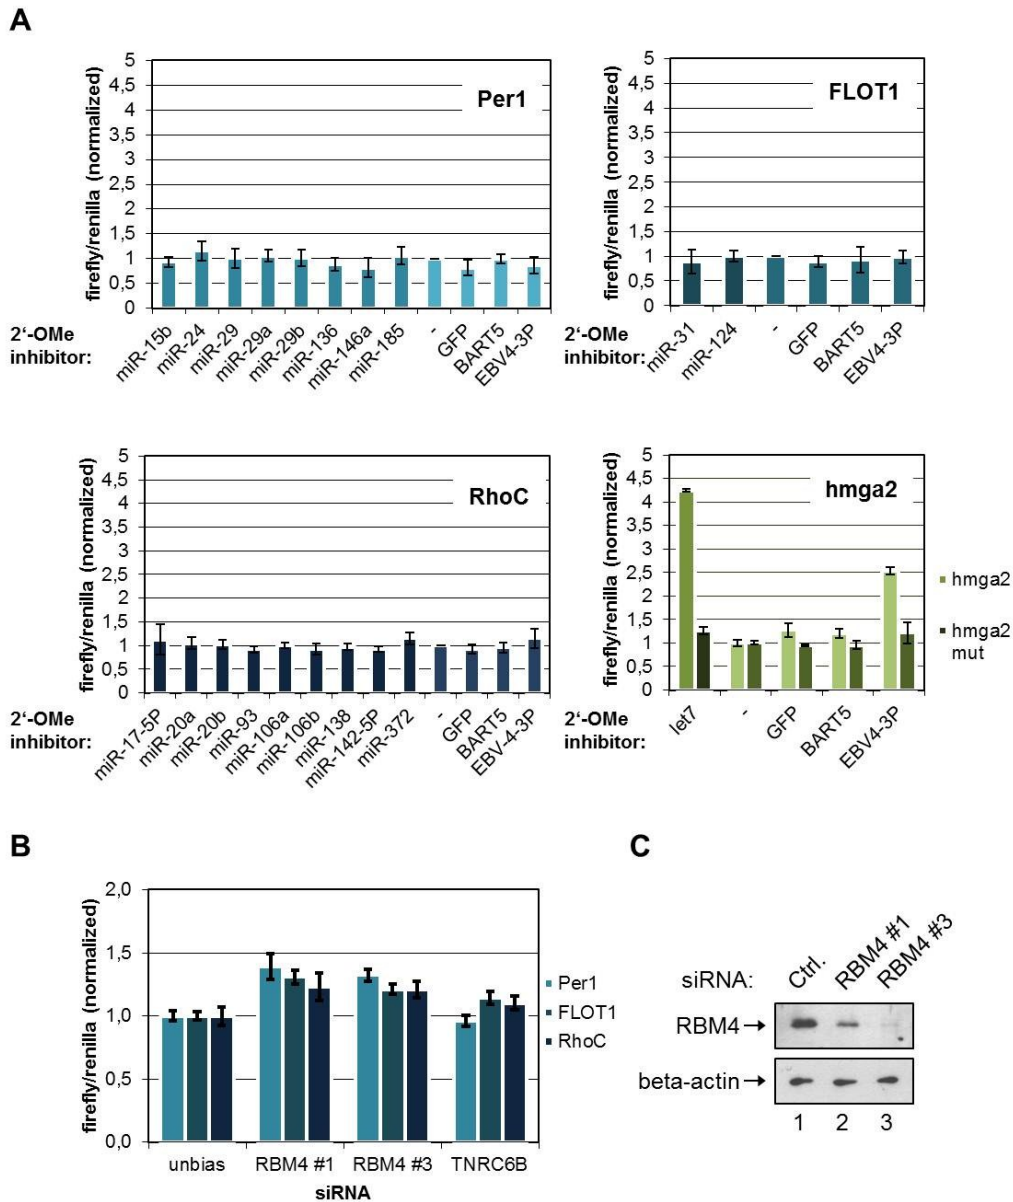 A
Per1
firefly/renilla (normalized)
5
4,5
4
3,5
3
2,5
2
1,5
1
0,5
0
2‘-OMe
inhibitor:
miR-15b
miR-24
miR-29
miR-29a
miR-29b
miR-136
miR-146a
miR-185
-
GFP
BART5
EBV4-3P
FLOT1
firefly/renilla (normalized)
5
4,5
4
3,5
3
2,5
2
1,5
1
0,5
0
2‘-OMe
inhibitor:
miR-31
miR-124
-
GFP
BART5
EBV4-3P
RhoC
firefly/renilla (normalized)
5
4,5
4
3,5
3
2,5
2
1,5
1
0,5
0
2‘-OMe
inhibitor:
miR-17-5P
miR-20a
miR-20b
miR-93
miR-106a
miR-106b
miR-138
miR-142-5P
miR-372
-
GFP
BART5
EBV-4-3P
hmga2
firefly/renilla (normalized)
5
4,5
4
3,5
3
2,5
2
1,5
1
0,5
0
2‘-OMe
inhibitor:
let7
-
GFP
BART5
EBV4-3P
hmga2
hmga2
mut
B
firefly/renilla (normalized)
2,0
1,5
1,0
0,5
0,0
unbias
RBM4 #1
RBM4 #3
TNRC6B
siRNA
Per1
FLOT1
RhoC
C
siRNA:
Ctrl.
RBM4 #1
RBM4 #3
RBM4
beta-actin
1 2 3